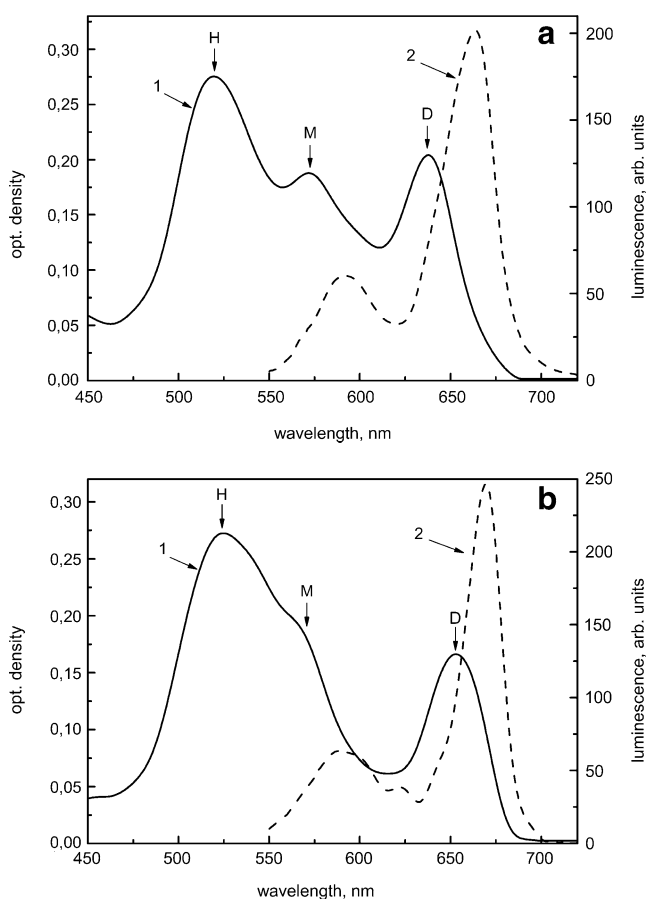 a
H
2
1
M
D
0,30
0,25
0,20
0,15
0,10
0,05
0,00
200
150
100
50
0
opt. density
luminescence, arb. units
450 500 550 600 650 700
wavelength, nm
b
H
2
1
M
D
0,30
0,25
0,20
0,15
0,10
0,05
0,00
250
200
150
100
50
0
opt. density
luminescence, arb. units
450 500 550 600 650 700
wavelength, nm